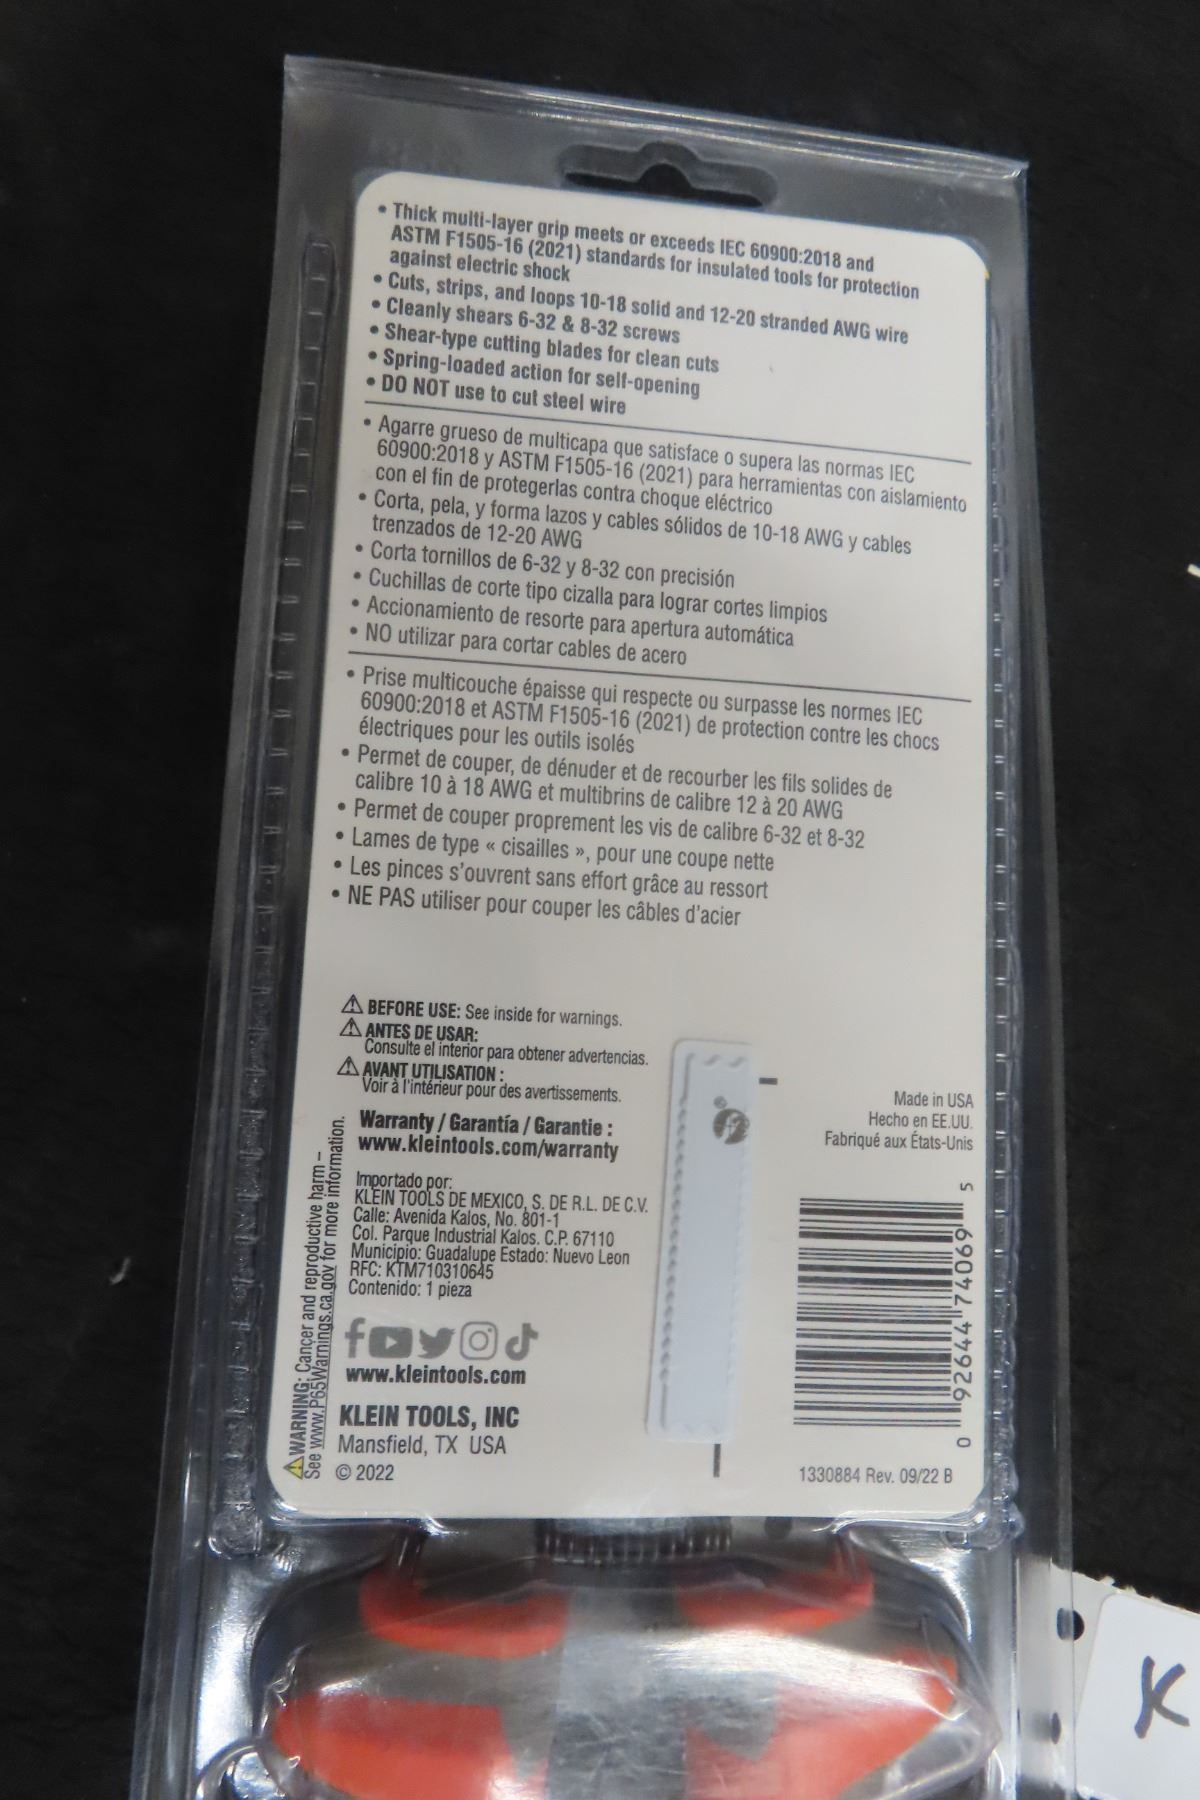 • Thick multi-layer grip meets or exceeds IEC 60900:2018 and
ASTM F1505-16 (2021) standards for insulated tools for protection
against electric shock
• Cuts, strips, and loops 10-18 solid and 12-20 stranded AWG wire
• Cleanly shears 6-32 & 8-32 screws
• Shear-type cutting blades for clean cuts
• Spring-loaded action for self-opening
• DO NOT use to cut steel wire
• Agarre grueso de multicapa que satisface o supera las normas IEC
60900:2018 y ASTM F1505-16 (2021) para herramientas con aislamiento
con el fin de protegerlas contra choque eléctrico
• Corta, pela, y forma lazos y cables sólidos de 10-18 AWG y cables
trenzados de 12-20 AWG
• Corta tornillos de 6-32 y 8-32 con precisión
• Cuchillas de corte tipo cizalla para lograr cortes limpios
• Accionamiento de resorte para apertura automática
• NO utilizar para cortar cables de acero
• Prise multicouche épaisse qui respecte ou surpasse les normes IEC
60900:2018 et ASTM F1505-16 (2021) de protection contre les chocs
électriques pour les outils isolés
• Permet de couper, de dénuder et de recourber les fils solides de
calibre 10 à 18 AWG et multibrins de calibre 12 à 20 AWG
• Permet de couper proprement les vis de calibre 6-32 et 8-32
• Lames de type « cisailles », pour une coupe nette
• Les pinces s'ouvrent sans effort grâce au ressort
• NE PAS utiliser pour couper les câbles d'acier
⚠ BEFORE USE: See inside for warnings.
⚠ ANTES DE USAR:
Consulte el interior para obtener advertencias.
⚠ AVANT UTILISATION :
Voir à l'intérieur pour des avertissements.
Warranty / Garantía / Garantie :
www.kleintools.com/warranty
Importado por:
KLEIN TOOLS DE MEXICO, S. DE R.L. DE C.V.
Calle: Avenida Kalos, No. 801-1
Col. Parque Industrial Kalos. C.P. 67110
Municipio: Guadalupe Estado: Nuevo Leon
RFC: KTM710310645
Contenido: 1 pieza
www.kleintools.com
KLEIN TOOLS, INC
Mansfield, TX USA
© 2022
⚠WARNING: Cancer and reproductive harm –
See www.P65Warnings.ca.gov for more information.
Made in USA
Hecho en EE.UU.
Fabriqué aux États-Unis
0 92644 74069 5
1330884 Rev. 09/22 B
K